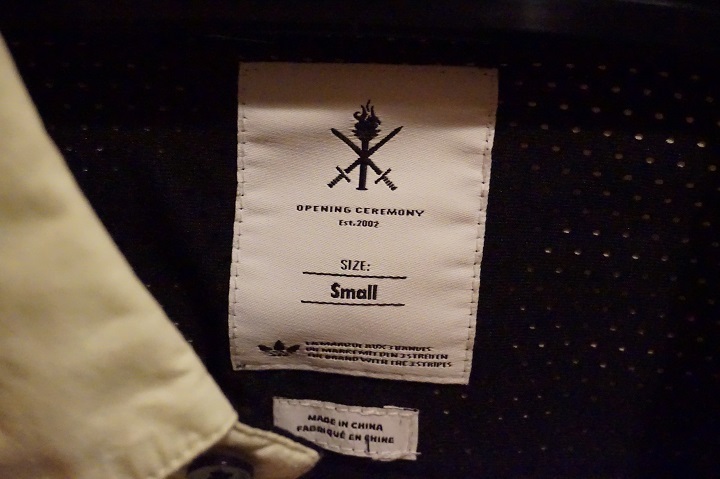 OPENING CEREMONY
Est.2002
SIZE:
Small
LA MARQUE AUX 3 BANDES
DIE MARKE MIT DEN 3 STREIFEN
THE BRAND WITH THE 3 STRIPES
MADE IN CHINA
FABRIQUÉ EN CHINE